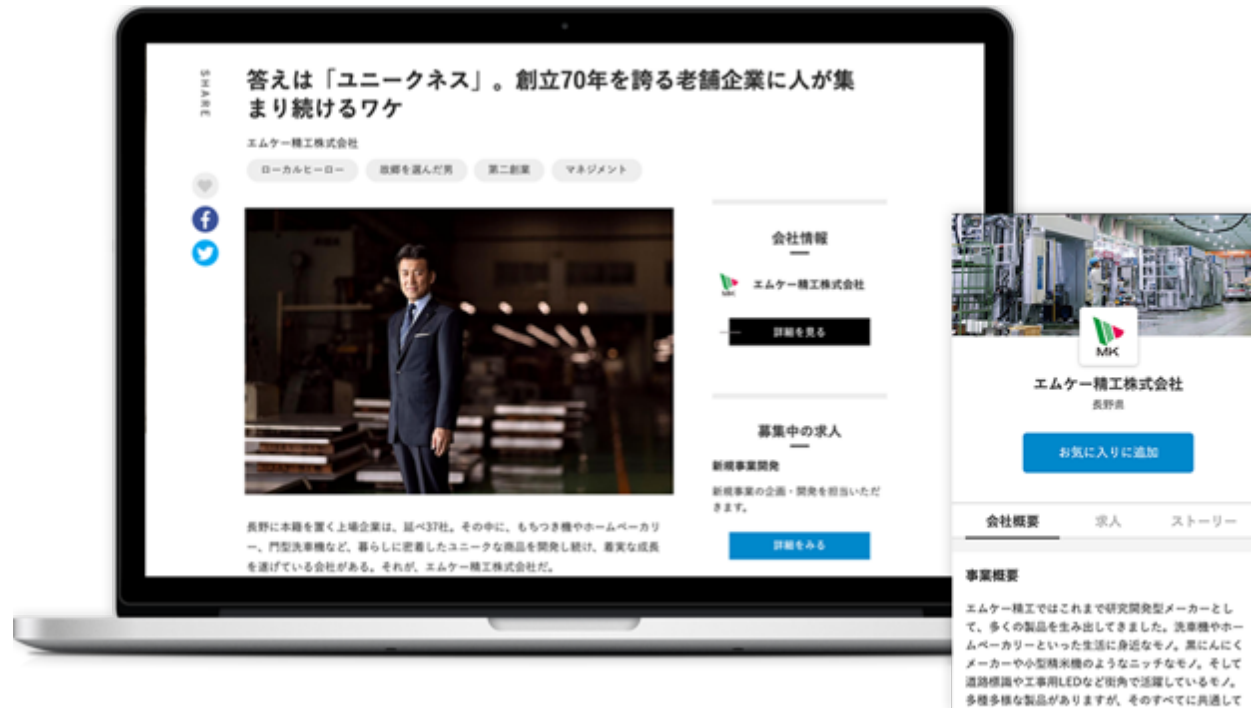 SHARE
答えは「ユニークネス」。創立70年を誇る老舗企業に人が集
まり続けるワケ
エムケー精工株式会社
ローカルヒーロー
故郷を選んだ男
第二創業
マネジメント
会社情報
MK
エムケー精工株式会社
詳細を見る
募集中の求人
新規事業開発
新規事業の企画・開発を担当いただ
きます。
詳細をみる
長野に本籍を置く上場企業は、延べ37社。その中に、もちつき機やホームベーカリ
ー、門型洗車機など、暮らしに密着したユニークな商品を開発し続け、着実な成長
を遂げている会社がある。それが、エムケー精工株式会社だ。
MK
エムケー精工株式会社
長野県
お気に入りに追加
会社概要
求人
ストーリー
事業概要
エムケー精工ではこれまで研究開発型メーカーとし
て、多くの製品を生み出してきました。洗車機やホー
ムベーカリーといった生活に身近なモノ。黒にんにく
メーカーや小型精米機のようなニッチなモノ。そして
道路標識や工事用LEDなど街角で活躍しているモノ。
多種多様な製品がありますが、そのすべてに共通して